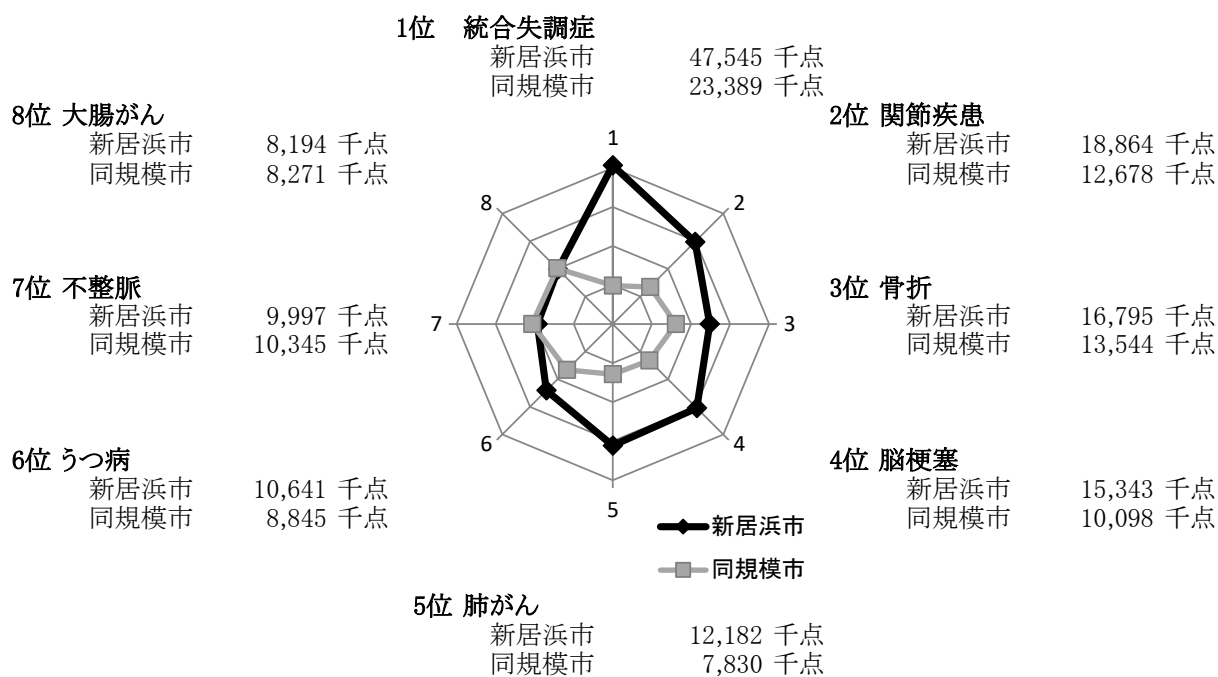 1位 統合失調症
新居浜市 47,545 千点
同規模市 23,389 千点
8位 大腸がん
新居浜市 8,194 千点
同規模市 8,271 千点
2位 関節疾患
新居浜市 18,864 千点
同規模市 12,678 千点
7位 不整脈
新居浜市 9,997 千点
同規模市 10,345 千点
3位 骨折
新居浜市 16,795 千点
同規模市 13,544 千点
6位 うつ病
新居浜市 10,641 千点
同規模市 8,845 千点
4位 脳梗塞
新居浜市 15,343 千点
同規模市 10,098 千点
1
2
3
4
5
6
7
8
新居浜市
同規模市
5位 肺がん
新居浜市 12,182 千点
同規模市 7,830 千点